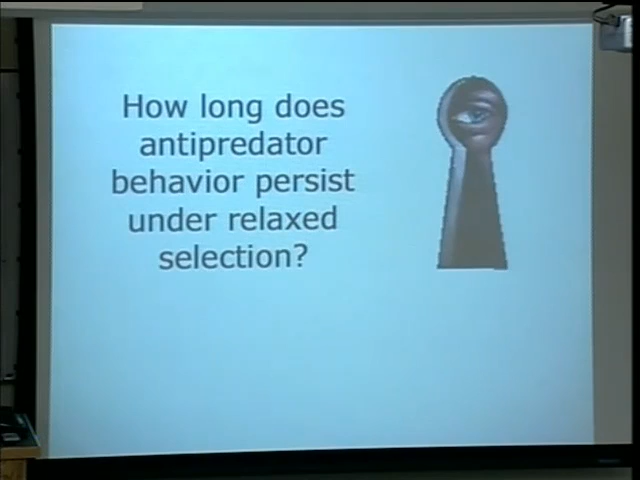 How long does
antipredator
behavior persist
under relaxed
selection?